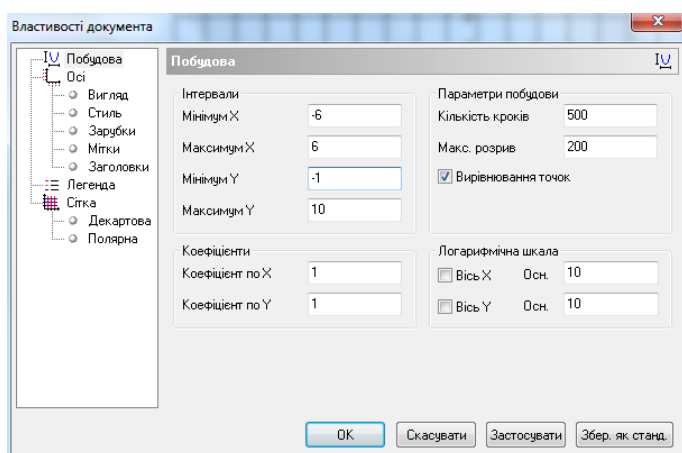 Властивості документа
Побудова
Осі
Вигляд
Стиль
Зарубки
Мітки
Заголовки
Легенда
Сітка
Декартова
Полярна
Побудова
Інтервали
Мінімум X -6
Максимум X 6
Мінімум Y -1
Максимум Y 10
Параметри побудови
Кількість кроків 500
Макс. розрив 200
Вирівнювання точок
Коефіцієнти
Коефіцієнт по X 1
Коефіцієнт по Y 1
Логарифмічна шкала
Вісь X Осн. 10
Вісь Y Осн. 10
OK Скасувати Застосувати Збер. як станд.